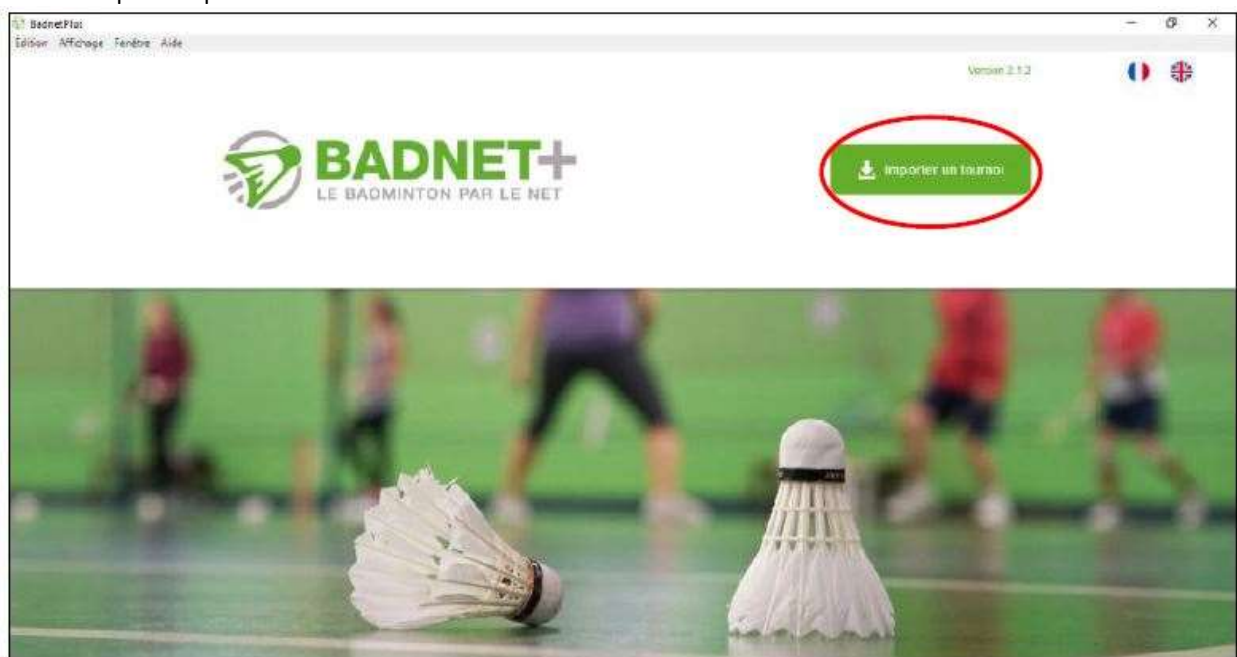 BadnetPlus
Édition Affichage Fenêtre Aide
Version 2.1.2
BADNET+
LE BADMINTON PAR LE NET
Importer un tournoi